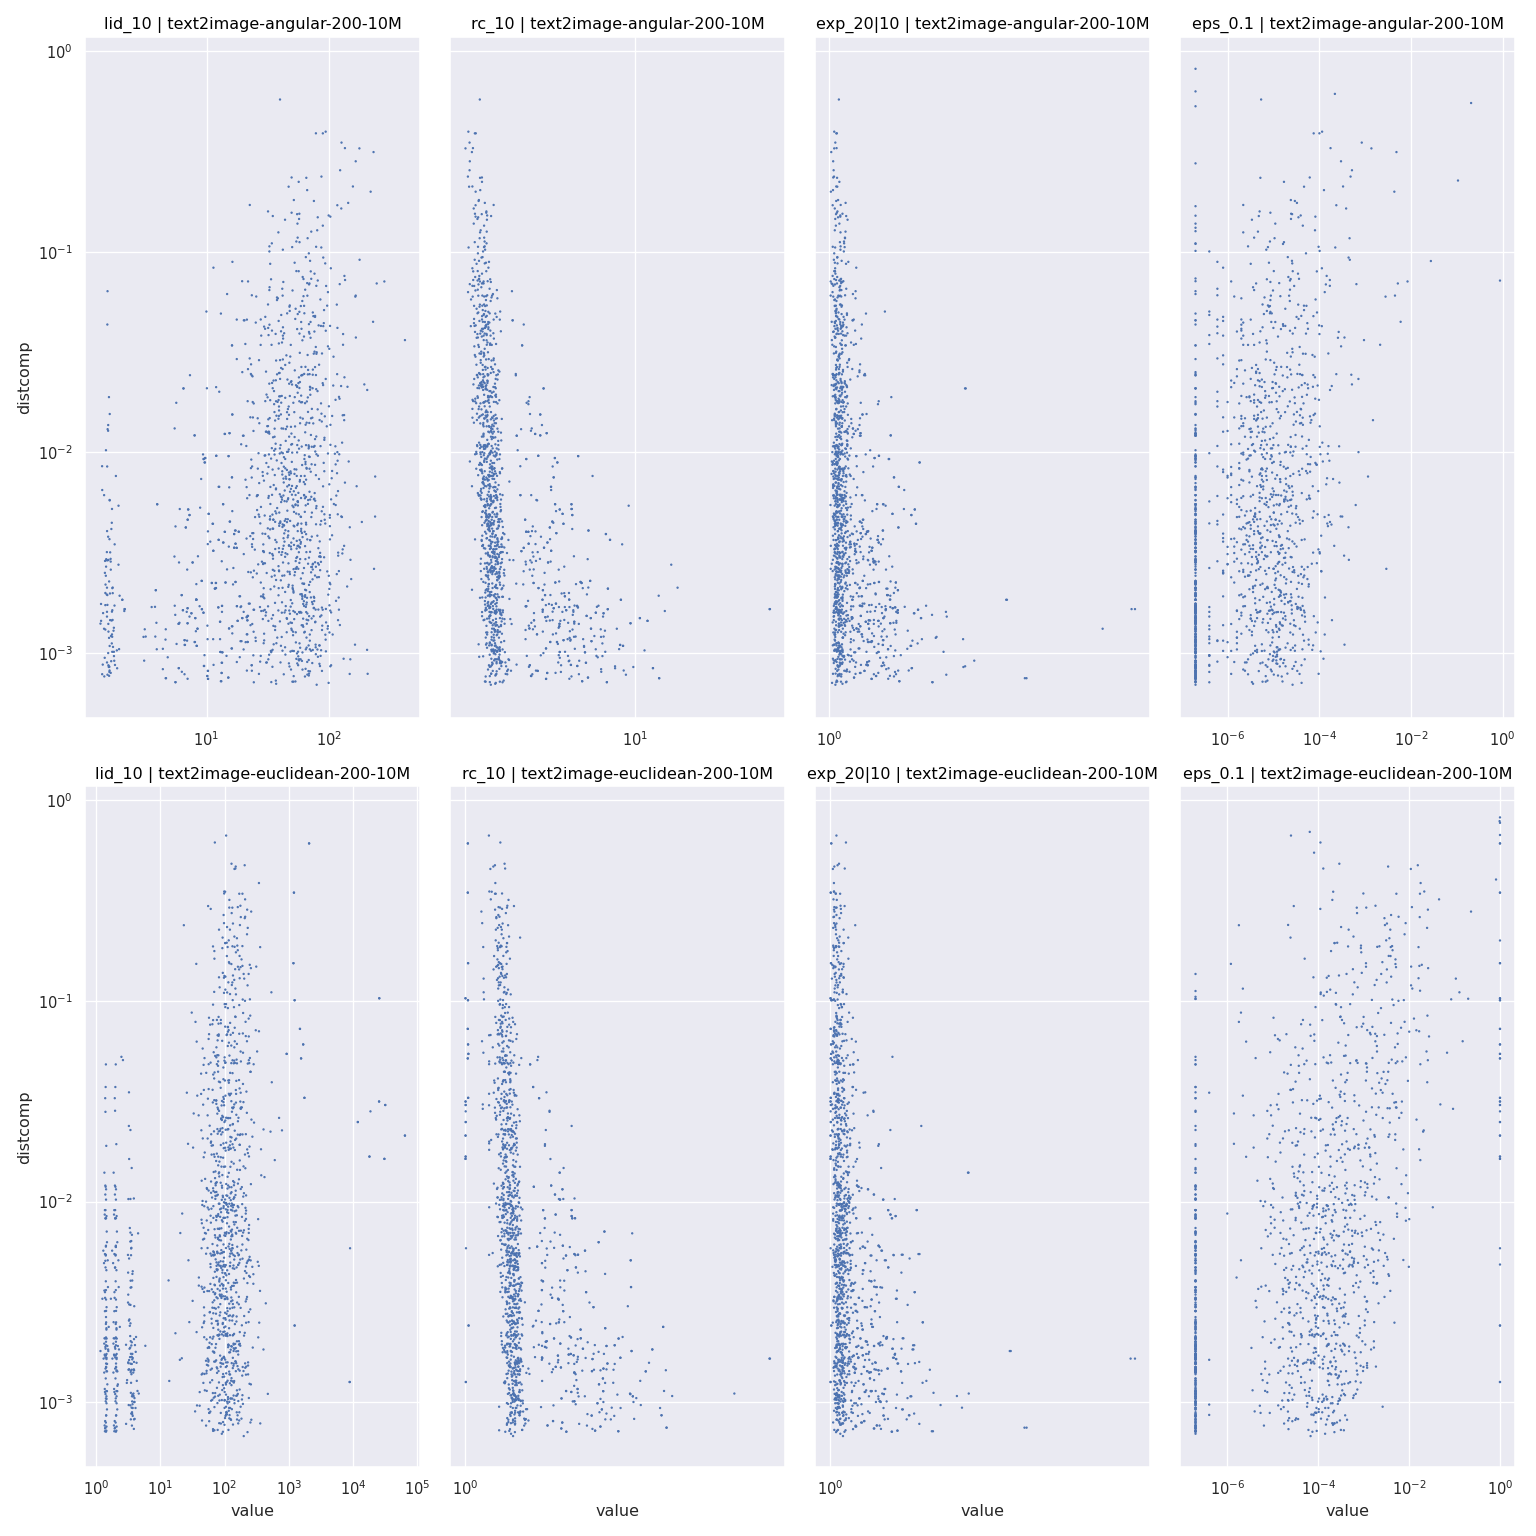 lid_10 | text2image-angular-200-10M
rc_10 | text2image-angular-200-10M
exp_20|10 | text2image-angular-200-10M
eps_0.1 | text2image-angular-200-10M
10⁰
10⁻¹
distcomp
10⁻²
10⁻³
10¹ 10²
10¹
10⁰
10⁻⁶ 10⁻⁴ 10⁻² 10⁰
lid_10 | text2image-euclidean-200-10M
rc_10 | text2image-euclidean-200-10M
exp_20|10 | text2image-euclidean-200-10M
eps_0.1 | text2image-euclidean-200-10M
10⁰
10⁻¹
distcomp
10⁻²
10⁻³
10⁰ 10¹ 10² 10³ 10⁴ 10⁵
10⁰
10⁰
10⁻⁶ 10⁻⁴ 10⁻² 10⁰
value
value
value
value